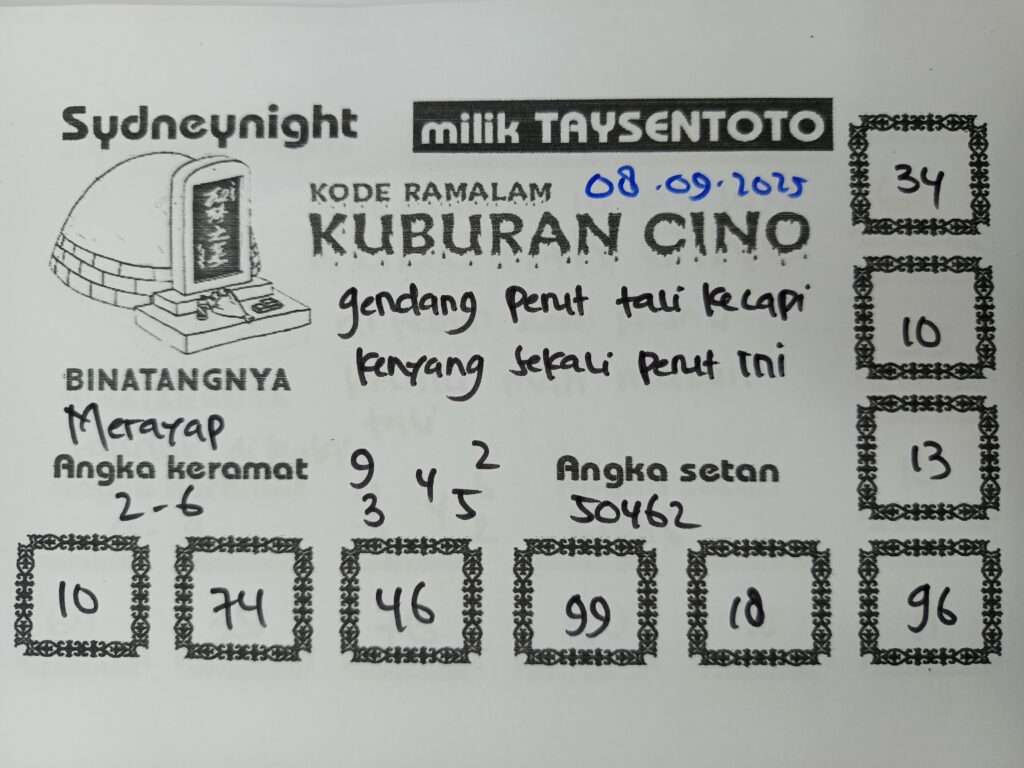 Sydneynight
milik TAYSENTOTO
KODE RAMALAM 08.09.2025
KUBURAN CINO
gendang perut tali kecapi
kenyang sekali perut ini
BINATANGNYA
Merayap
Angka keramat
2-6
9 2
4
3 5
Angka setan
50462
34
10
13
10
74
46
99
18
96